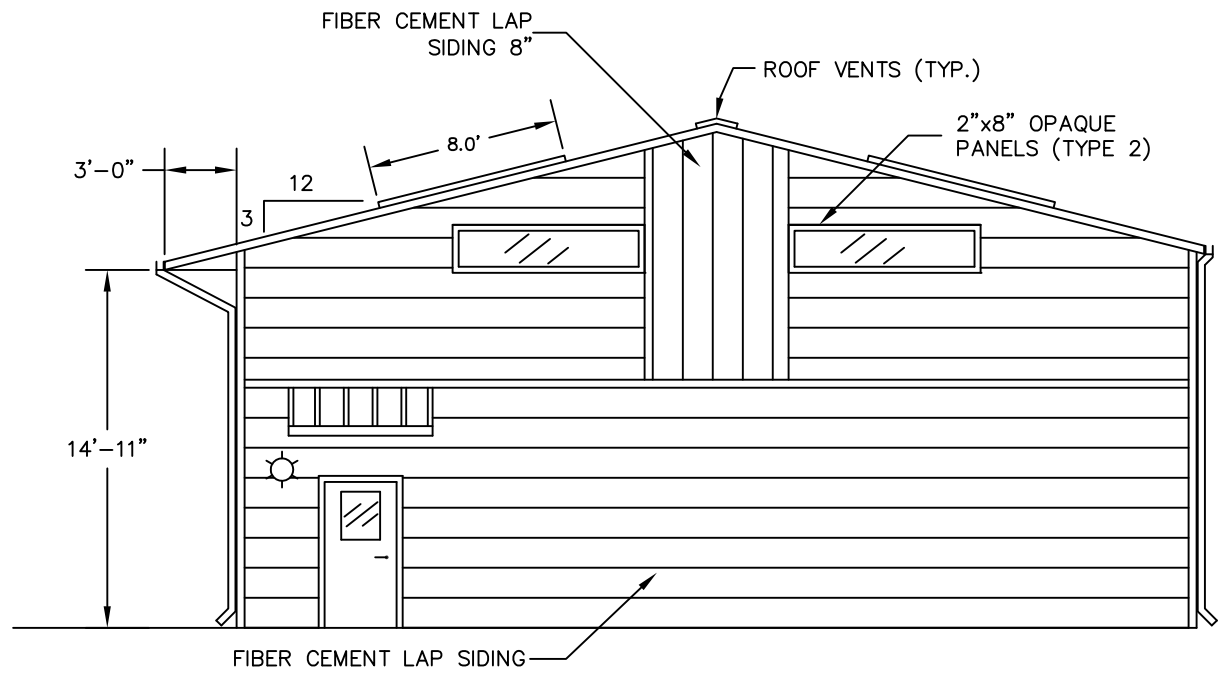 FIBER CEMENT LAP
SIDING 8”
ROOF VENTS (TYP.)
2”x8” OPAQUE
PANELS (TYPE 2)
8.0’
3’–0”
12
3
14’–11”
FIBER CEMENT LAP SIDING